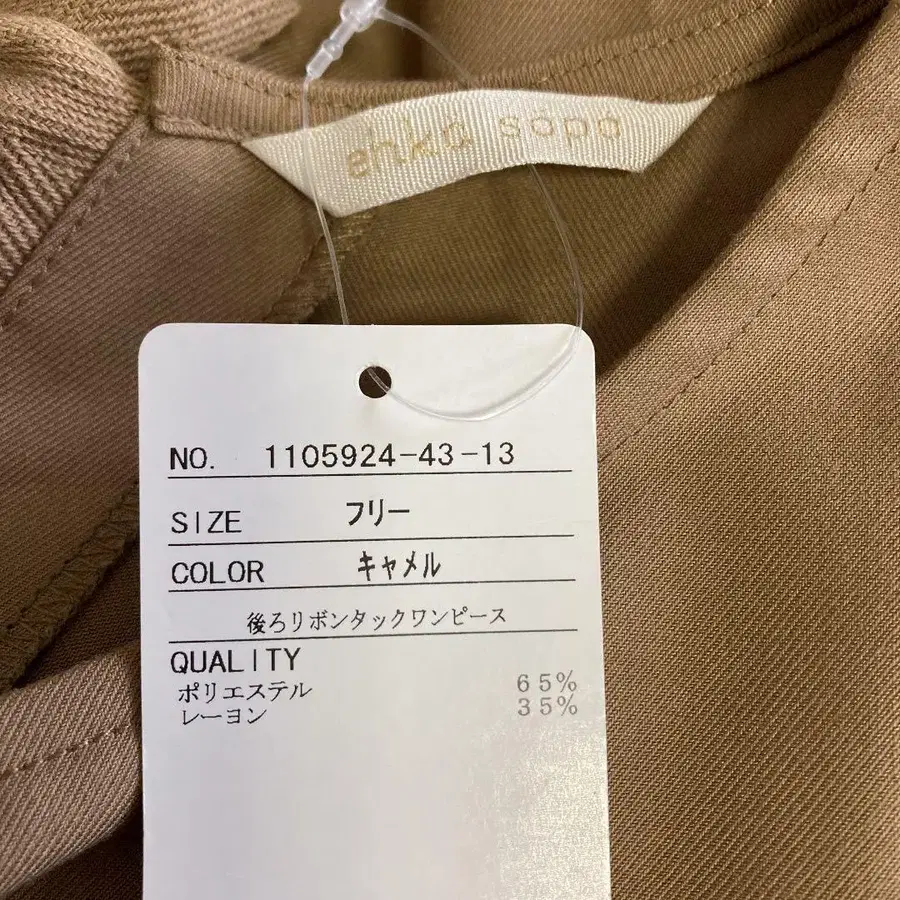 ehka sopo
NO. 1105924-43-13
SIZE フリー
COLOR キャメル
後ろリボンタックワンピース
QUALITY
ポリエステル 65%
レーヨン 35%